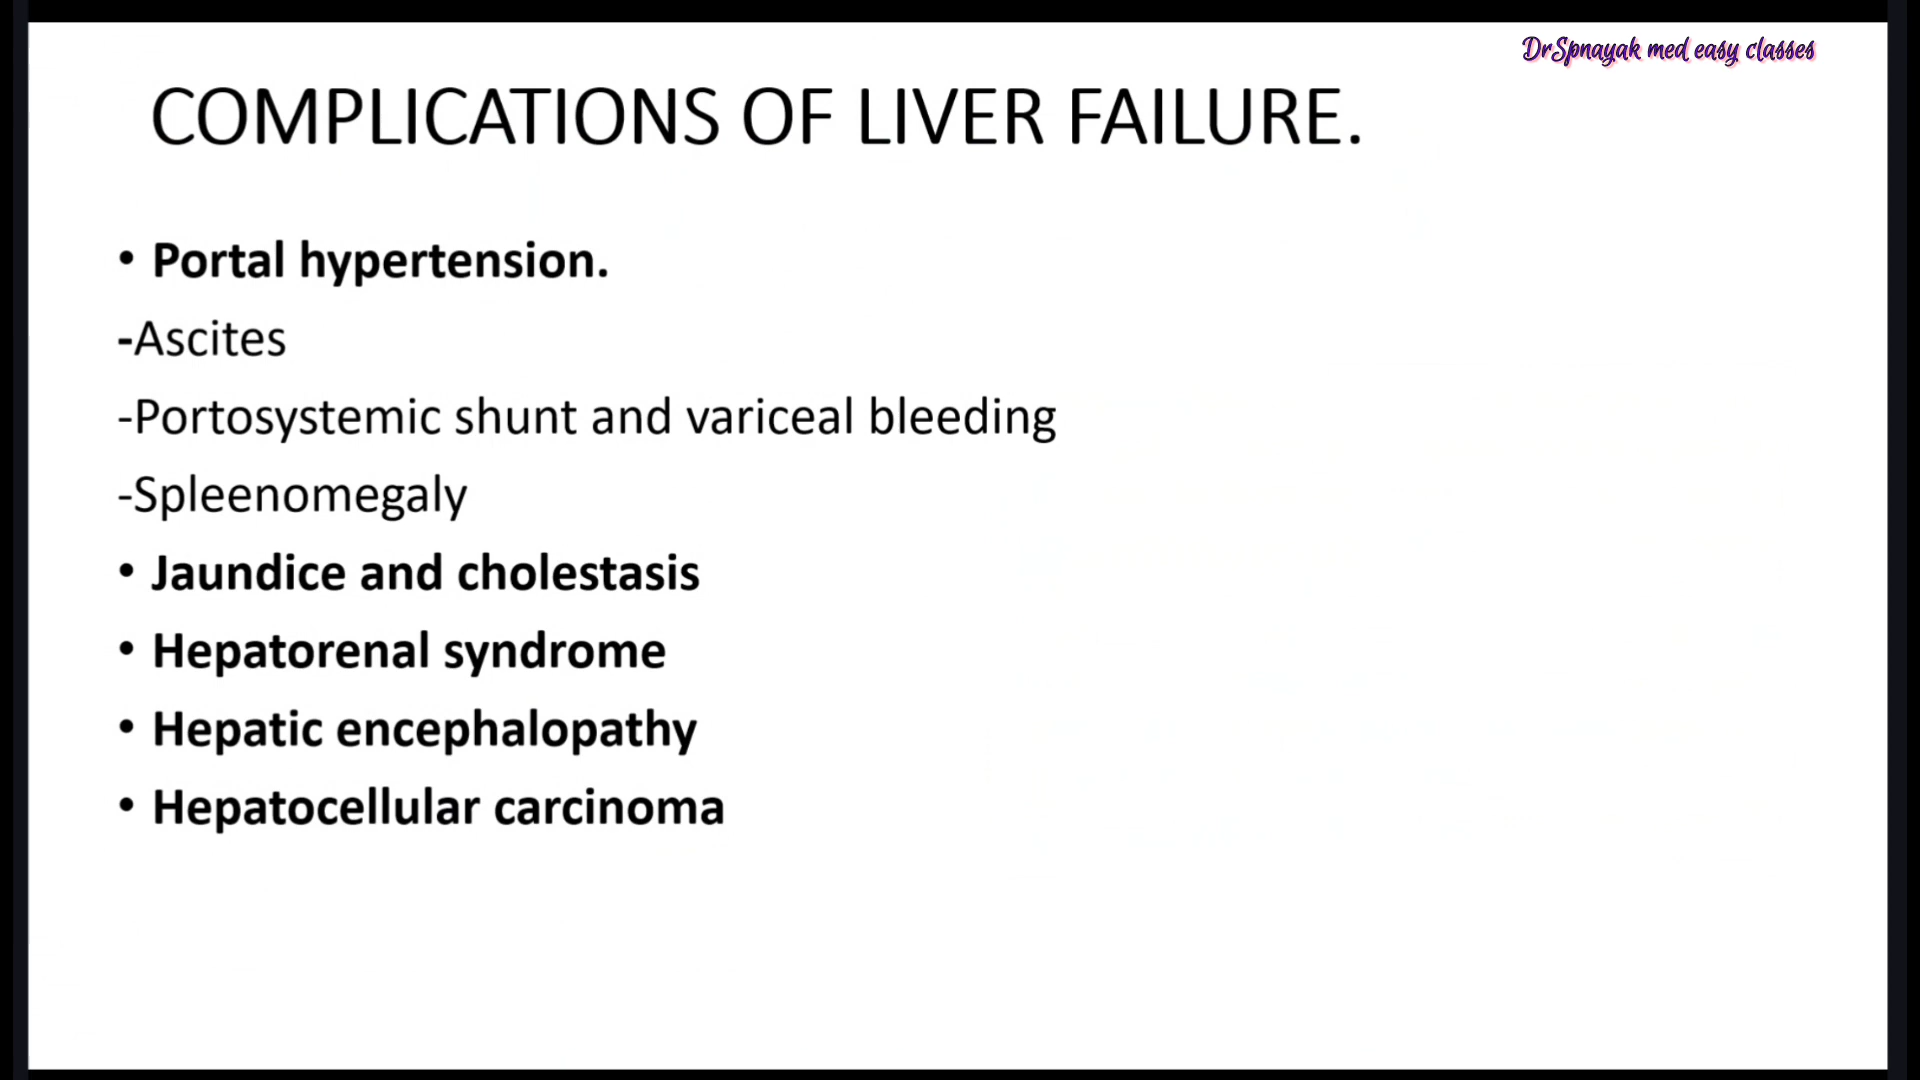 DrSpnayak med easy classes
COMPLICATIONS OF LIVER FAILURE.
• Portal hypertension.
-Ascites
-Portosystemic shunt and variceal bleeding
-Spleenomegaly
• Jaundice and cholestasis
• Hepatorenal syndrome
• Hepatic encephalopathy
• Hepatocellular carcinoma